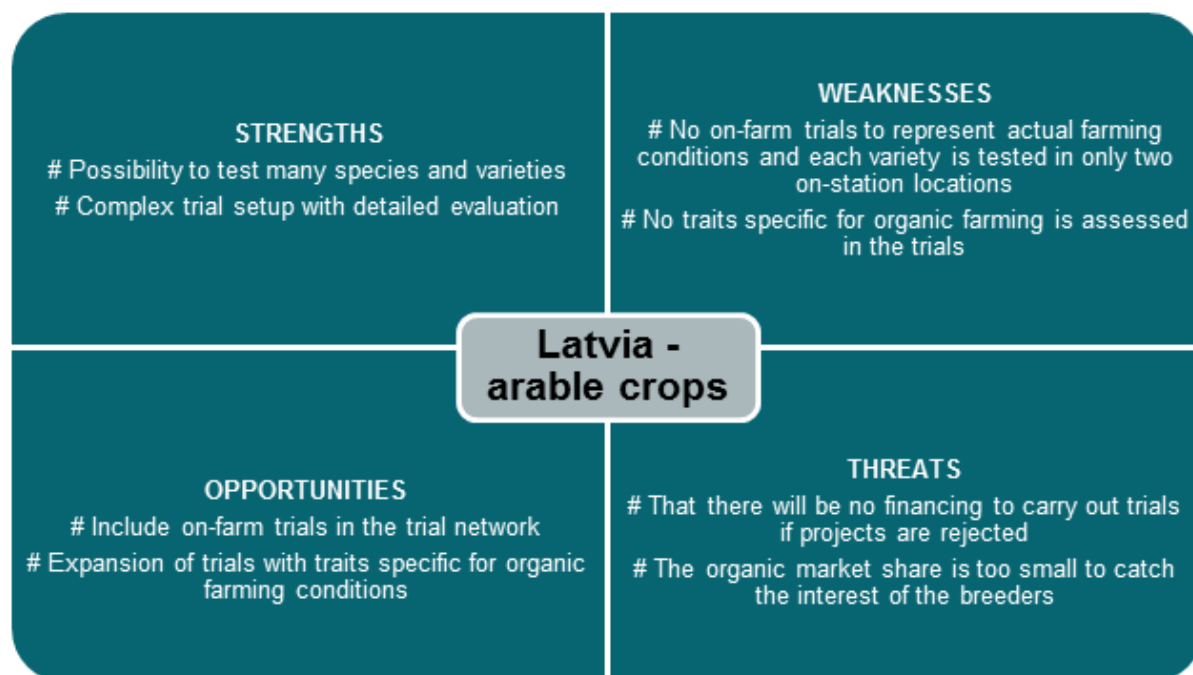 STRENGTHS
# Possibility to test many species and varieties
# Complex trial setup with detailed evaluation
WEAKNESSES
# No on-farm trials to represent actual farming
conditions and each variety is tested in only two
on-station locations
# No traits specific for organic farming is assessed
in the trials
Latvia -
arable crops
OPPORTUNITIES
# Include on-farm trials in the trial network
# Expansion of trials with traits specific for organic
farming conditions
THREATS
# That there will be no financing to carry out trials
if projects are rejected
# The organic market share is too small to catch
the interest of the breeders